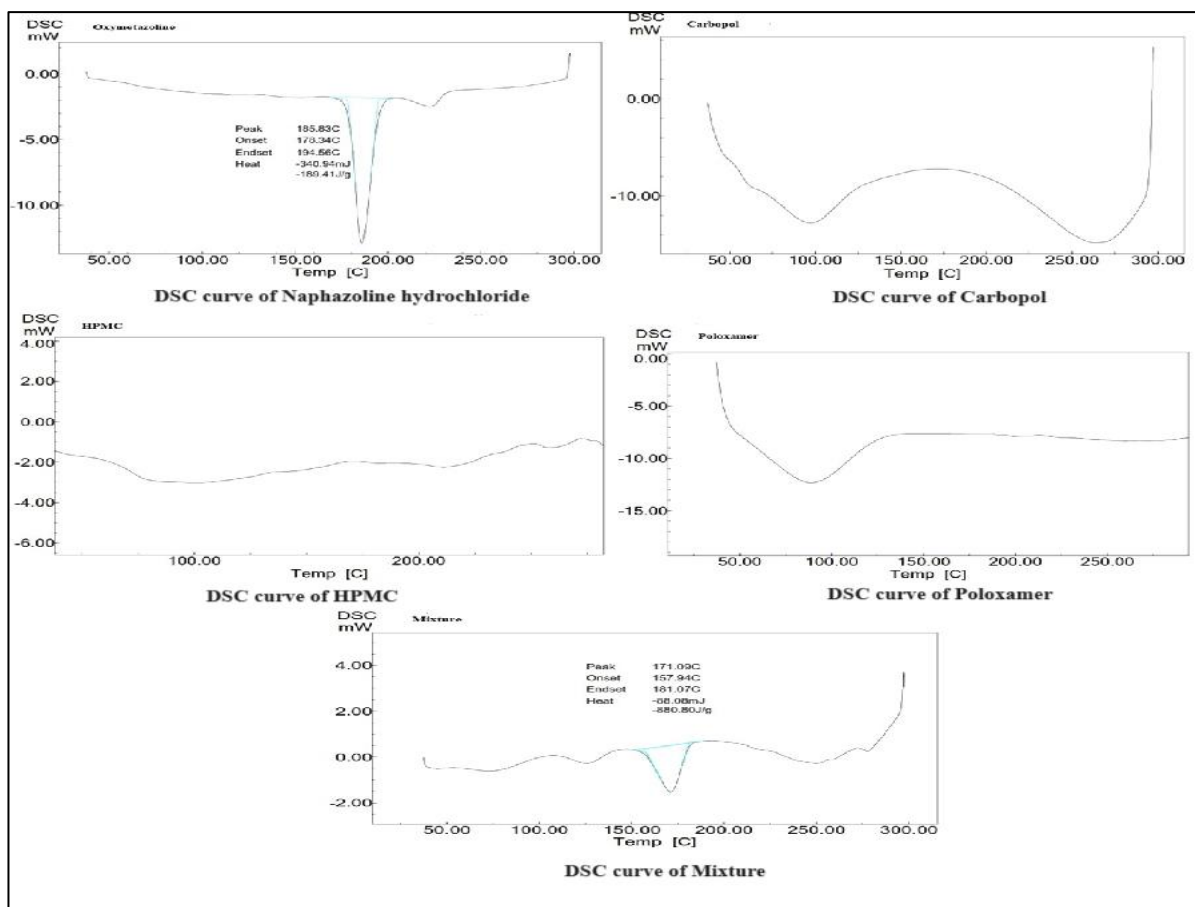 DSC
mW
Oxymetazoline
0.00
-5.00
-10.00
Peak 185.83C
Onset 178.34C
Endset 194.56C
Heat -340.94mJ
-189.41J/g
50.00 100.00 150.00 200.00 250.00 300.00
Temp [C]
DSC curve of Naphazoline hydrochloride
DSC
mW
Carbopol
0.00
-10.00
50.00 100.00 150.00 200.00 250.00 300.00
Temp [C]
DSC curve of Carbopol
DSC
mW
HPMC
4.00
2.00
0.00
-2.00
-4.00
-6.00
100.00 200.00
Temp [C]
DSC curve of HPMC
DSC
mW
Poloxamer
0.00
-5.00
-10.00
-15.00
50.00 100.00 150.00 200.00 250.00
Temp [C]
DSC curve of Poloxamer
DSC
mW
Mixture
4.00
2.00
0.00
-2.00
Peak 171.09C
Onset 157.94C
Endset 181.07C
Heat -88.08mJ
-880.80J/g
50.00 100.00 150.00 200.00 250.00 300.00
Temp [C]
DSC curve of Mixture